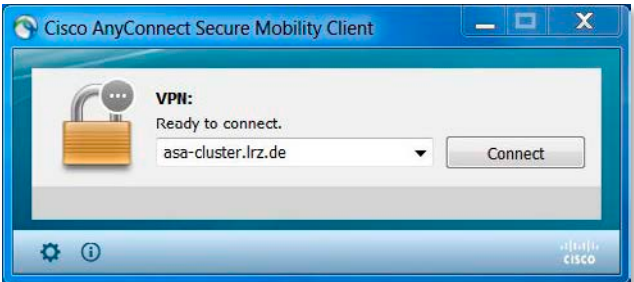 Cisco AnyConnect Secure Mobility Client
VPN:
Ready to connect.
asa-cluster.lrz.de
Connect
CISCO